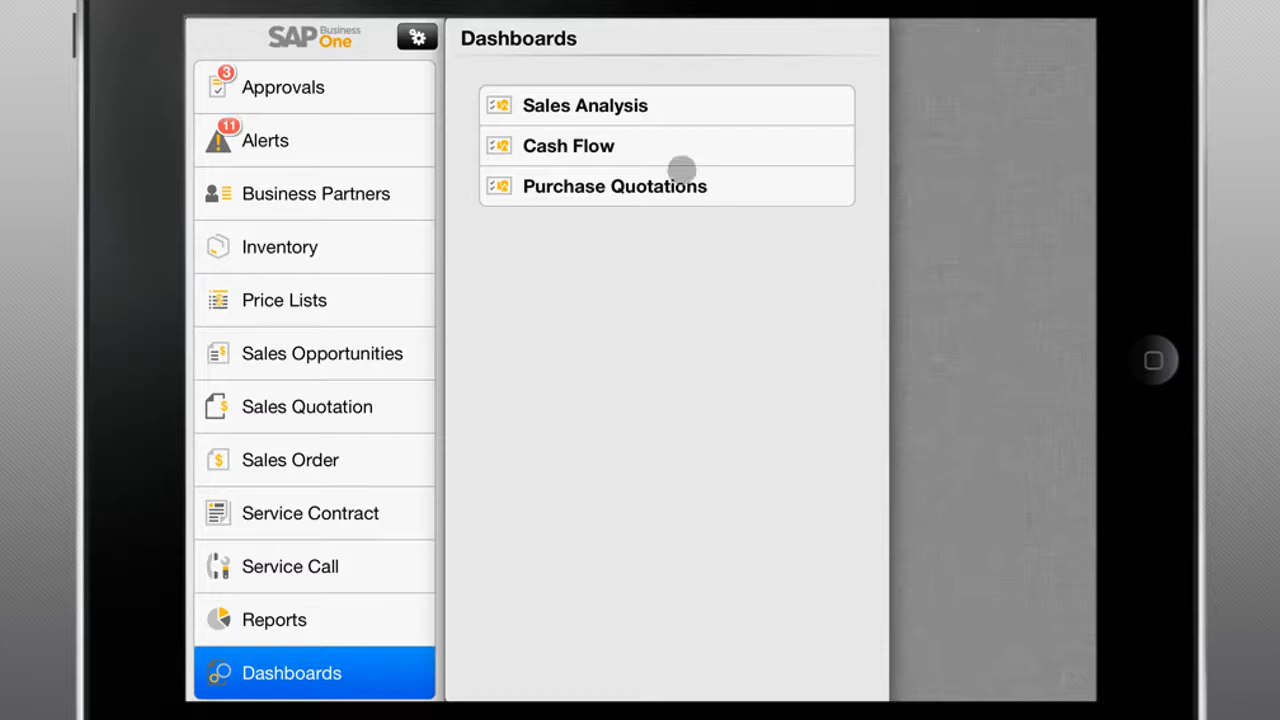 SAP Business One
Dashboards
3
Approvals
11
Alerts
Business Partners
Inventory
Price Lists
Sales Opportunities
Sales Quotation
Sales Order
Service Contract
Service Call
Reports
Dashboards
Sales Analysis
Cash Flow
Purchase Quotations